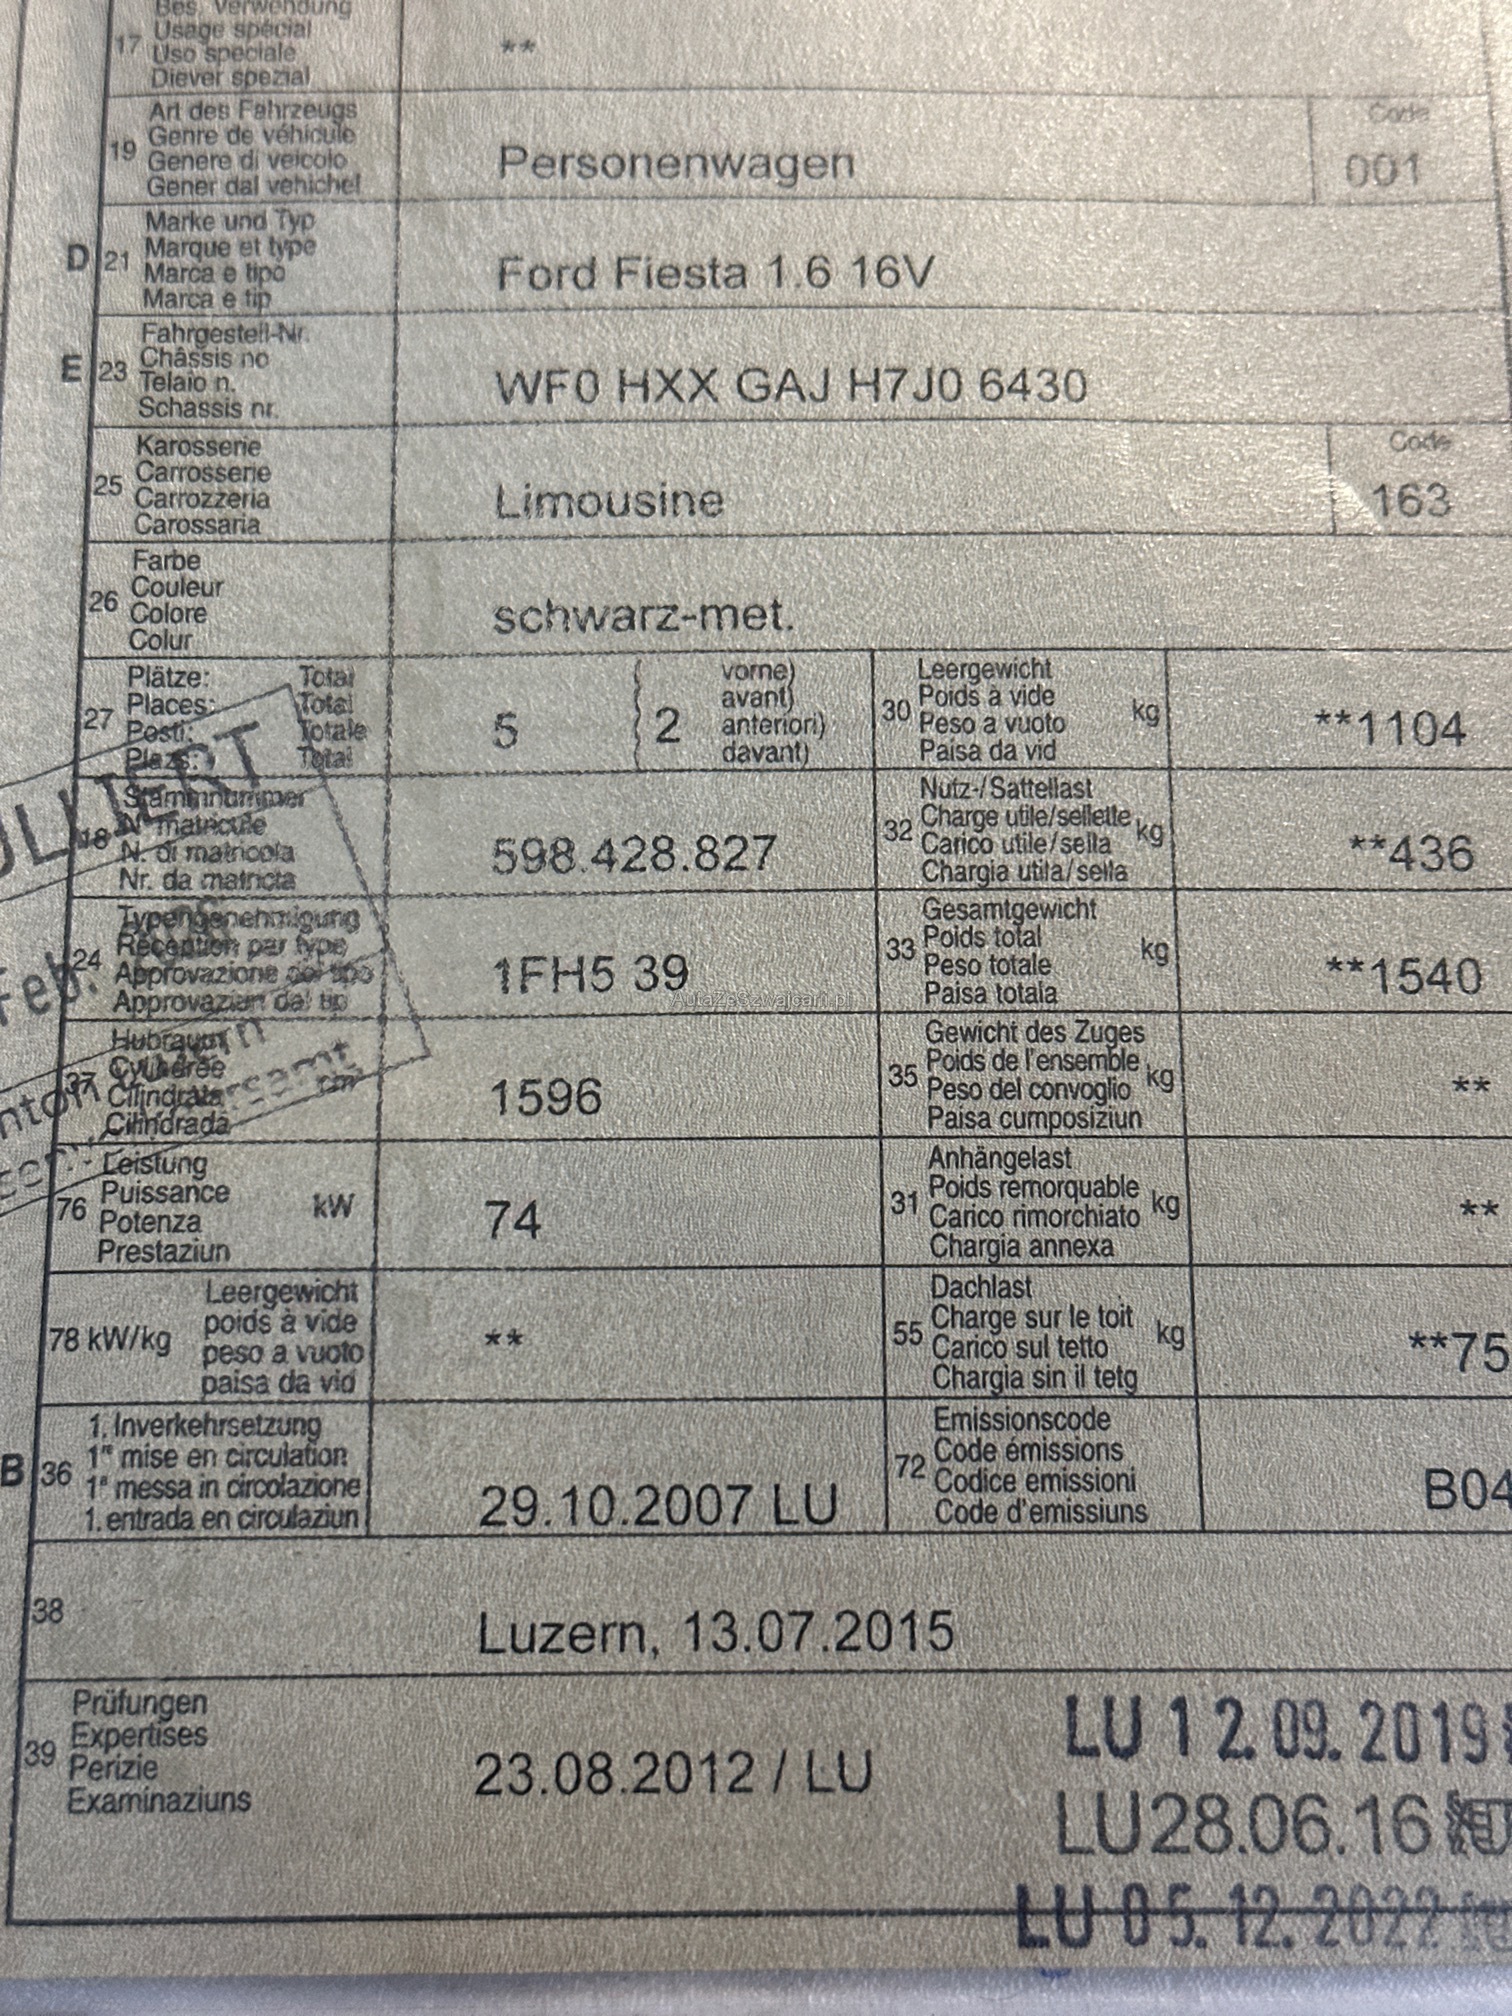 Bes. Verwendung
17 Usage spécial
Uso speciale
Diever spezial
**
Art des Fahrzeugs
19 Genre de véhicule
Genere di veicolo
Gener dal vehichel
Personenwagen
Code
001
D 21 Marke und Typ
Marque et type
Marca e tipo
Marca e tip
Ford Fiesta 1.6 16V
E 23 Fahrgestell-Nr.
Châssis no
Telaio n.
Schassis nr.
WF0 HXX GAJ H7J0 6430
25 Karosserie
Carrosserie
Carrozzeria
Carossaria
Limousine
Code
163
26 Farbe
Couleur
Colore
Colur
schwarz-met.
27 Plätze: Total
Places: Total
Posti: Totale
Plazs: Total
5
2
vorne)
avant)
anteriori)
davant)
30 Leergewicht
Poids à vide
Peso a vuoto
Paisa da vid
kg
**1104
18 Stammnummer
N° matricule
N. di matricola
Nr. da matricla
598.428.827
32 Nutz-/Sattellast
Charge utile/sellette
Carico utile/sella
Chargia utila/sella
kg
**436
24 Typengenehmigung
Réception par type
Approvazione del tipo
Approvaziun dal tip
1FH5 39
33 Gesamtgewicht
Poids total
Peso totale
Paisa totala
kg
**1540
AutaZeSzwajcarii.pl
37 Hubraum
Cylindrée
Cilindrata
Cilindrada
cm³
1596
35 Gewicht des Zuges
Poids de l'ensemble
Peso del convoglio
Paisa cumposiziun
kg
**
76 Leistung
Puissance
Potenza
Prestaziun
kW
74
31 Anhängelast
Poids remorquable
Carico rimorchiato
Chargia annexa
kg
**
78 kW/kg
Leergewicht
poids à vide
peso a vuoto
paisa da vid
**
55 Dachlast
Charge sur le toit
Carico sul tetto
Chargia sin il tetg
kg
**75
B 36 1. Inverkehrsetzung
1re mise en circulation
1a messa in circolazione
1. entrada en circulaziun
29.10.2007 LU
72 Emissionscode
Code émissions
Codice emissioni
Code d'emissiuns
B04
38
Luzern, 13.07.2015
39 Prüfungen
Expertises
Perizie
Examinaziuns
23.08.2012 / LU
LU 12.09.2019
LU28.06.16
LU 05.12.2022
ULLIERT
Feb.